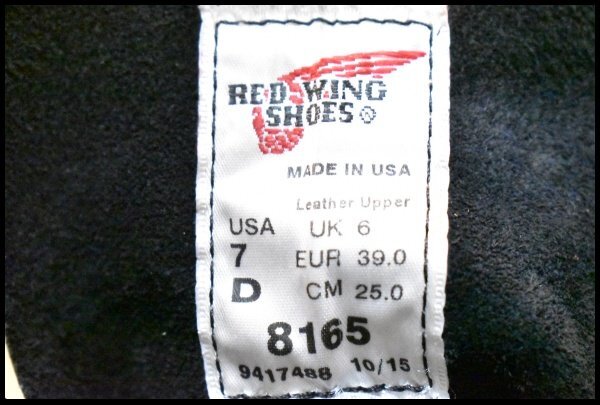 RED WING
SHOES ®
MADE IN USA
Leather Upper
USA UK 6
7 EUR 39.0
D CM 25.0
8165
9417488 10/15